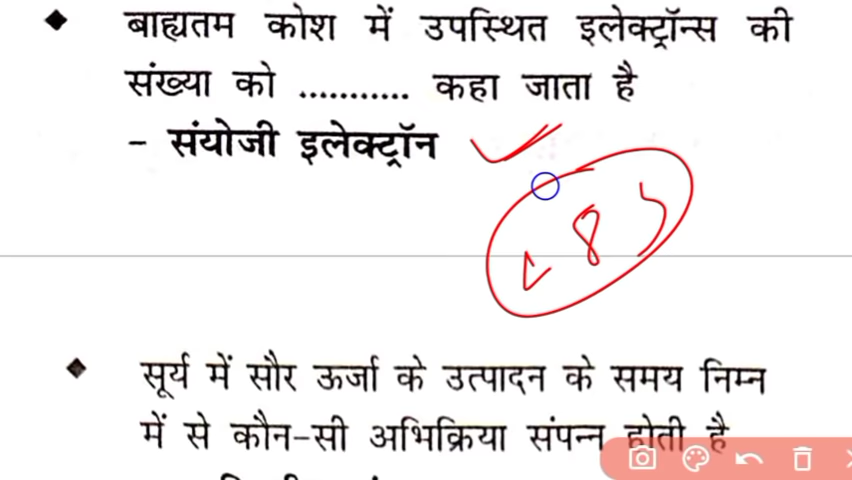 ◆ बाह्यतम कोश में उपस्थित इलेक्ट्रॉन्स की
संख्या को ........... कहा जाता है
- संयोजी इलेक्ट्रॉन
8
◆ सूर्य में सौर ऊर्जा के उत्पादन के समय निम्न
में से कौन-सी अभिक्रिया संपन्न होती है